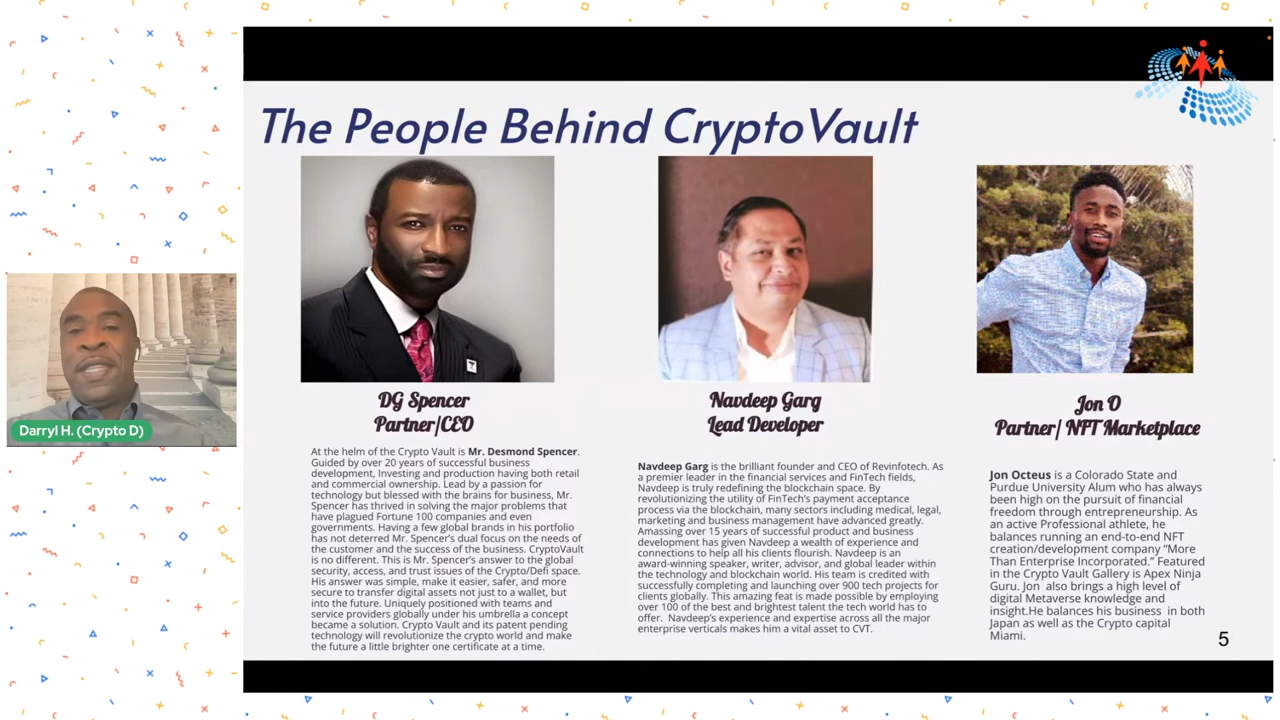 The People Behind CryptoVault
DG Spencer
Partner/CEO
At the helm of the Crypto Vault is Mr. Desmond Spencer.
Guided by over 20 years of successful business
development, Investing and production having both retail
and commercial ownership. Lead by a passion for
technology but blessed with the brains for business, Mr.
Spencer has thrived in solving the major problems that
have plagued Fortune 100 companies and even
governments. Having a few global brands in his portfolio
has not deterred Mr. Spencer's dual focus on the needs of
the customer and the success of the business. CryptoVault
is no different. This is Mr. Spencer's answer to the global
security, access, and trust issues of the Crypto/Defi space.
His answer was simple, make it easier, safer, and more
secure to transfer digital assets not just to a wallet, but
into the future. Uniquely positioned with teams and
service providers globally under his umbrella a concept
became a solution. Crypto Vault and its patent pending
technology will revolutionize the crypto world and make
the future a little brighter one certificate at a time.
Navdeep Garg
Lead Developer
Navdeep Garg is the brilliant founder and CEO of Revinfotech. As
a premier leader in the financial services and FinTech fields,
Navdeep is truly redefining the blockchain space. By
revolutionizing the utility of FinTech's payment acceptance
process via the blockchain, many sectors including medical, legal,
marketing and business management have advanced greatly.
Amassing over 15 years of successful product and business
development has given Navdeep a wealth of experience and
connections to help all his clients flourish. Navdeep is an
award-winning speaker, writer, advisor, and global leader within
the technology and blockchain world. His team is credited with
successfully completing and launching over 900 tech projects for
clients globally. This amazing feat is made possible by employing
over 100 of the best and brightest talent the tech world has to
offer. Navdeep's experience and expertise across all the major
enterprise verticals makes him a vital asset to CVT.
Jon O
Partner/ NFT Marketplace
Jon Octeus is a Colorado State and
Purdue University Alum who has always
been high on the pursuit of financial
freedom through entrepreneurship. As
an active Professional athlete, he
balances running an end-to-end NFT
creation/development company "More
Than Enterprise Incorporated." Featured
in the Crypto Vault Gallery is Apex Ninja
Guru. Jon also brings a high level of
digital Metaverse knowledge and
insight.He balances his business in both
Japan as well as the Crypto capital
Miami.
5
Darryl H. (Crypto D)